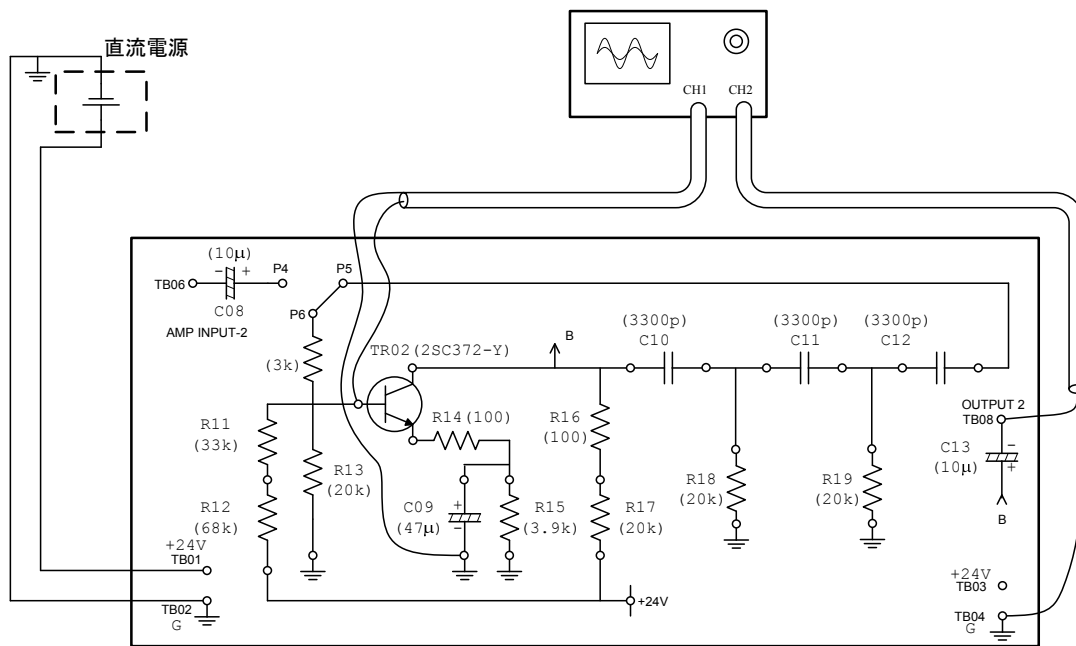 直流電源
CH1
CH2
(10μ)
− +
P4
P5
TB06
C08
AMP INPUT-2
P6
(3k)
TR02(2SC372-Y)
B
(3300p)
C10
(3300p)
C11
(3300p)
C12
R11
(33k)
R14(100)
R16
(100)
OUTPUT 2
TB08
R12
(68k)
R13
(20k)
C09
(47μ)
+
−
R15
(3.9k)
R17
(20k)
R18
(20k)
R19
(20k)
C13
(10μ)
−
+
B
+24V
TB01
TB02
G
+24V
+24V
TB03
TB04
G